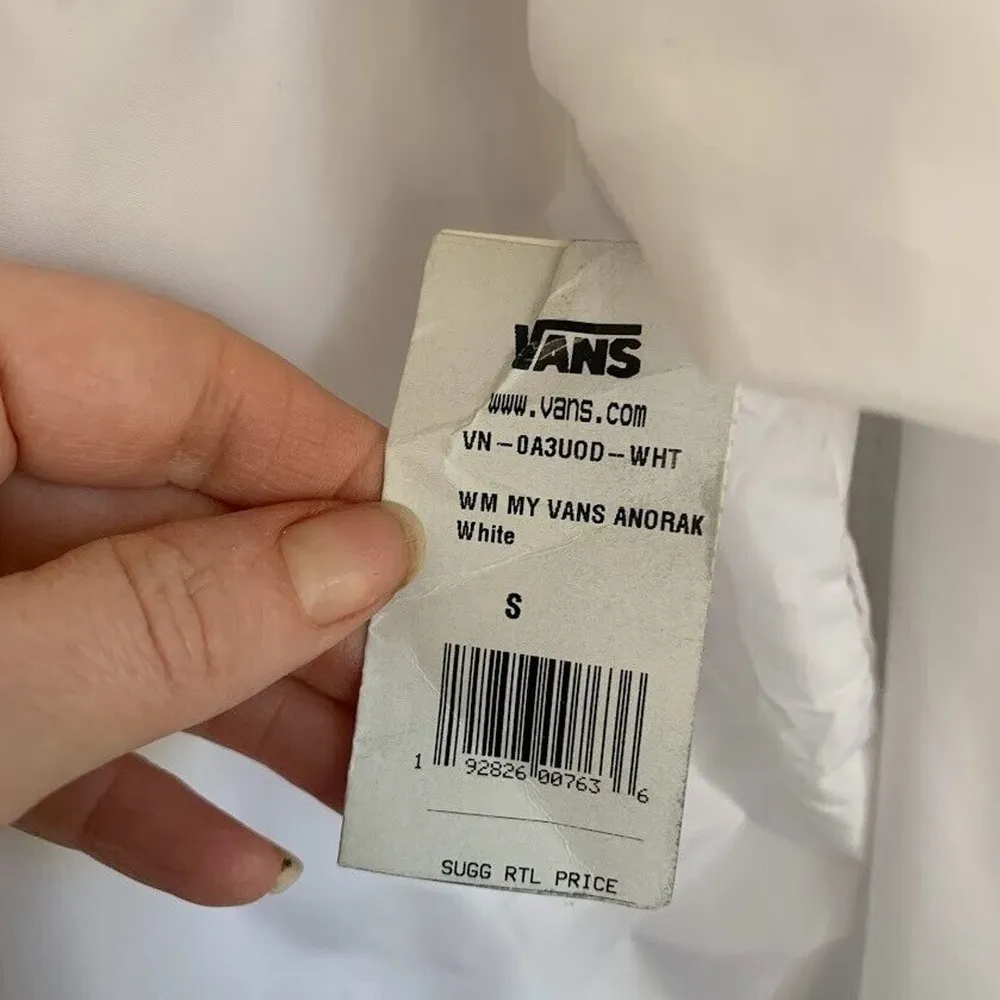 VANS
www.vans.com
VN-0A3UOD-WHT
WM MY VANS ANORAK
White
S
1 92826 00763 6
SUGG RTL PRICE